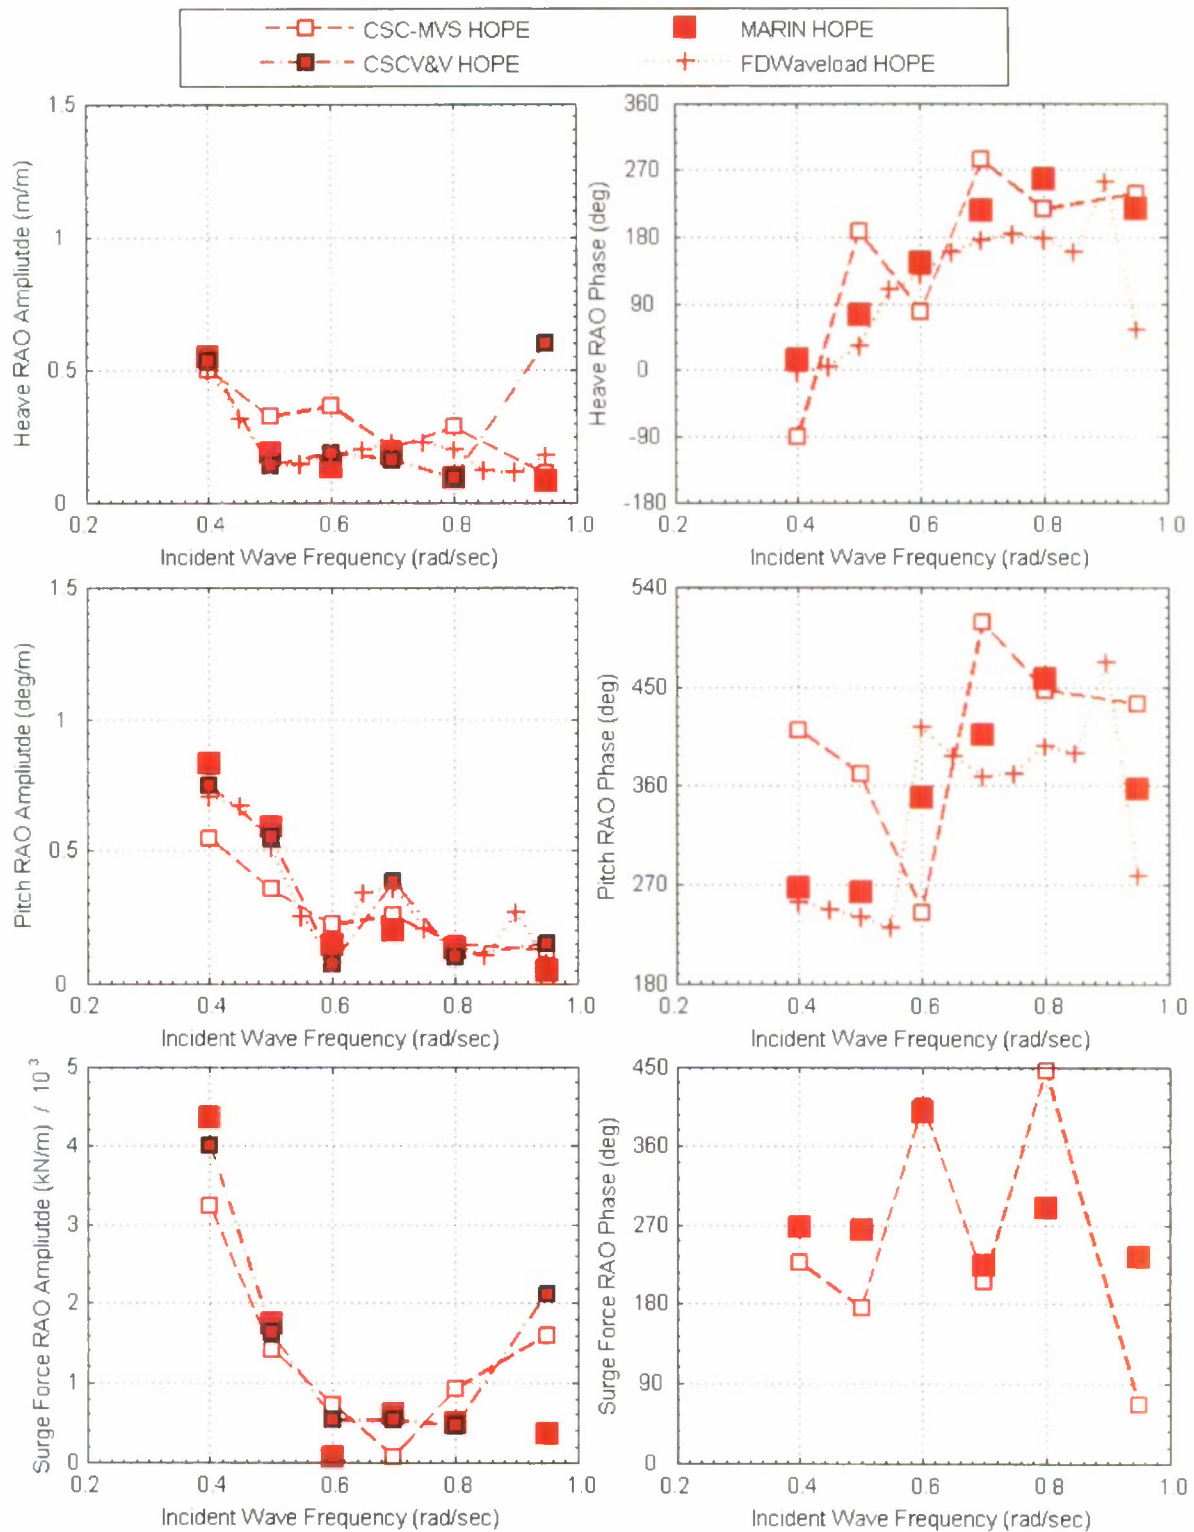 CSC-MVS HOPE
MARIN HOPE
CSCV&V HOPE
FDWaveload HOPE
1.5
1
0.5
0
0.2 0.4 0.6 0.8 1.0
Heave RAO Ampliutde (m/m)
Incident Wave Frequency (rad/sec)
360
270
180
90
0
-90
-180
0.2 0.4 0.6 0.8 1.0
Heave RAO Phase (deg)
Incident Wave Frequency (rad/sec)
1.5
1
0.5
0
0.2 0.4 0.6 0.8 1.0
Pitch RAO Ampliutde (deg/m)
Incident Wave Frequency (rad/sec)
540
450
360
270
180
0.2 0.4 0.6 0.8 1.0
Pitch RAO Phase (deg)
Incident Wave Frequency (rad/sec)
5
4
3
2
1
0
0.2 0.4 0.6 0.8 1.0
Surge Force RAO Ampliutde (kN/m) / 10³
Incident Wave Frequency (rad/sec)
450
360
270
180
90
0
0.2 0.4 0.6 0.8 1.0
Surge Force RAO Phase (deg)
Incident Wave Frequency (rad/sec)